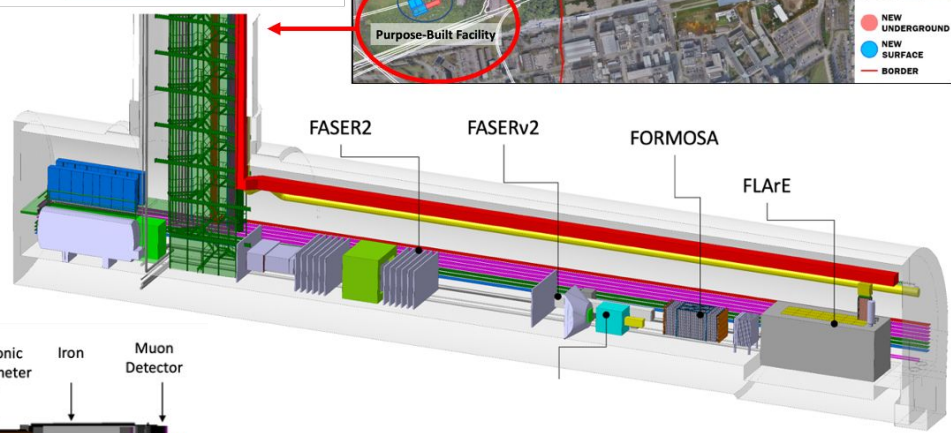 Purpose-Built Facility
NEW
UNDERGROUND
NEW
SURFACE
BORDER
FASER2
FASERν2
FORMOSA
FLArE
Iron
Muon
Detector